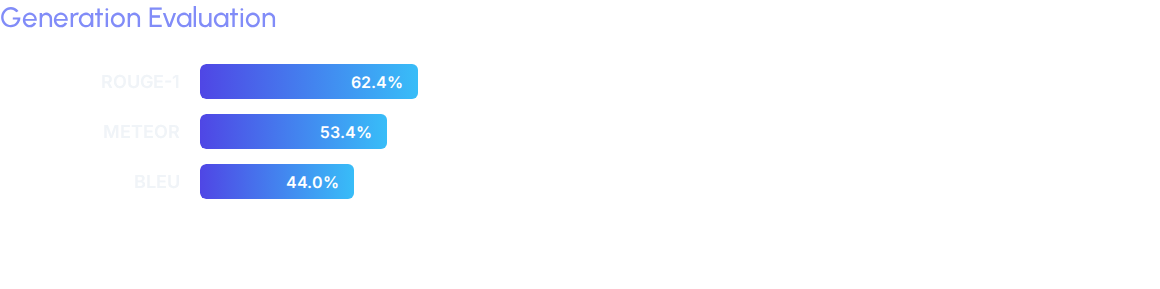 Generation Evaluation
ROUGE-1 62.4%
METEOR 53.4%
BLEU 44.0%